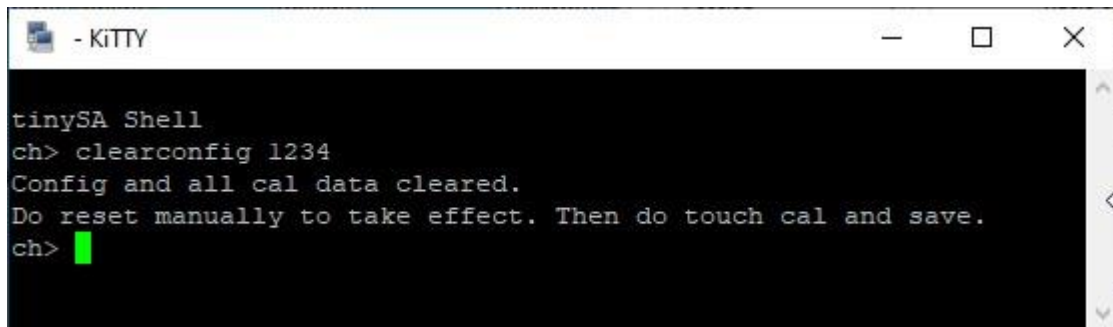 - KiTTY
tinySA Shell
ch> clearconfig 1234
Config and all cal data cleared.
Do reset manually to take effect. Then do touch cal and save.
ch>